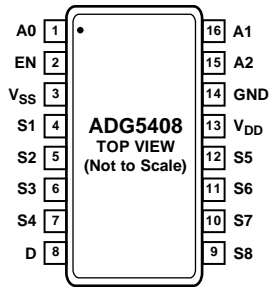 A0 1 16 A1
EN 2 15 A2
VSS 3 14 GND
S1 4 ADG5408 13 VDD
TOP VIEW
S2 5 (Not to Scale) 12 S5
S3 6 11 S6
S4 7 10 S7
D 8 9 S8